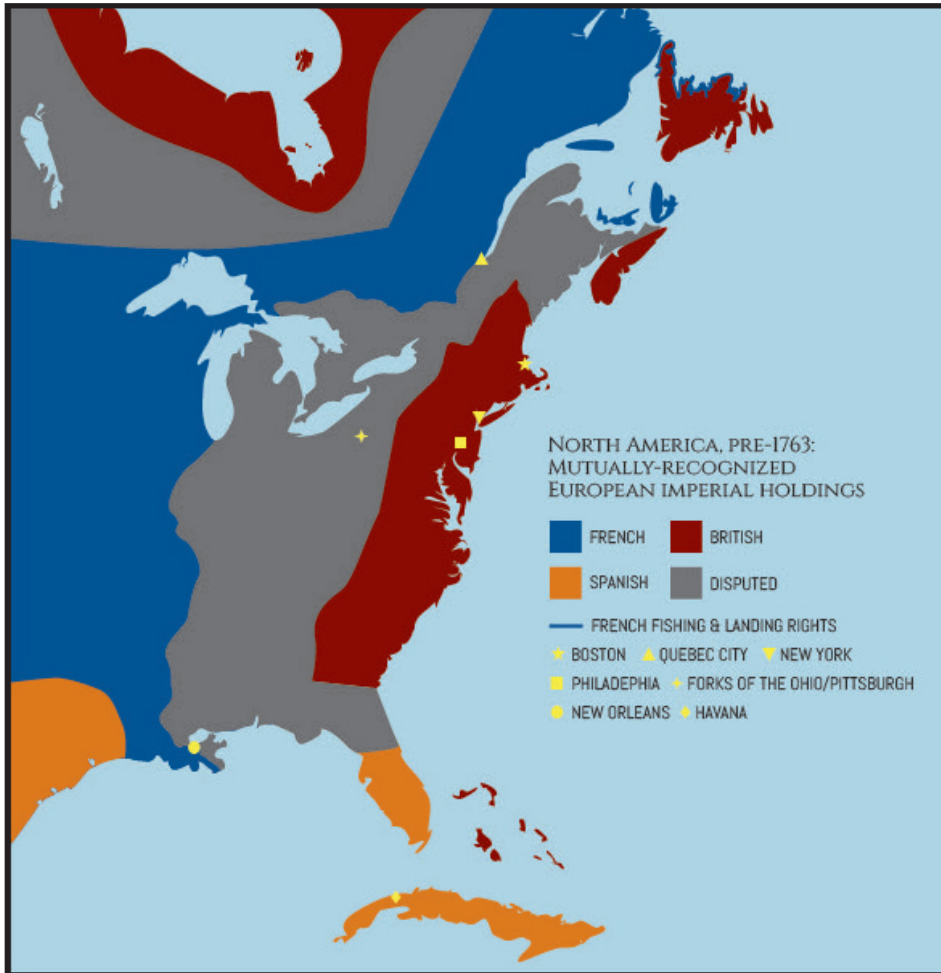 NORTH AMERICA, PRE-1763:
MUTUALLY-RECOGNIZED
EUROPEAN IMPERIAL HOLDINGS
FRENCH BRITISH
SPANISH DISPUTED
FRENCH FISHING & LANDING RIGHTS
BOSTON QUEBEC CITY NEW YORK
PHILADEPHIA FORKS OF THE OHIO/PITTSBURGH
NEW ORLEANS HAVANA